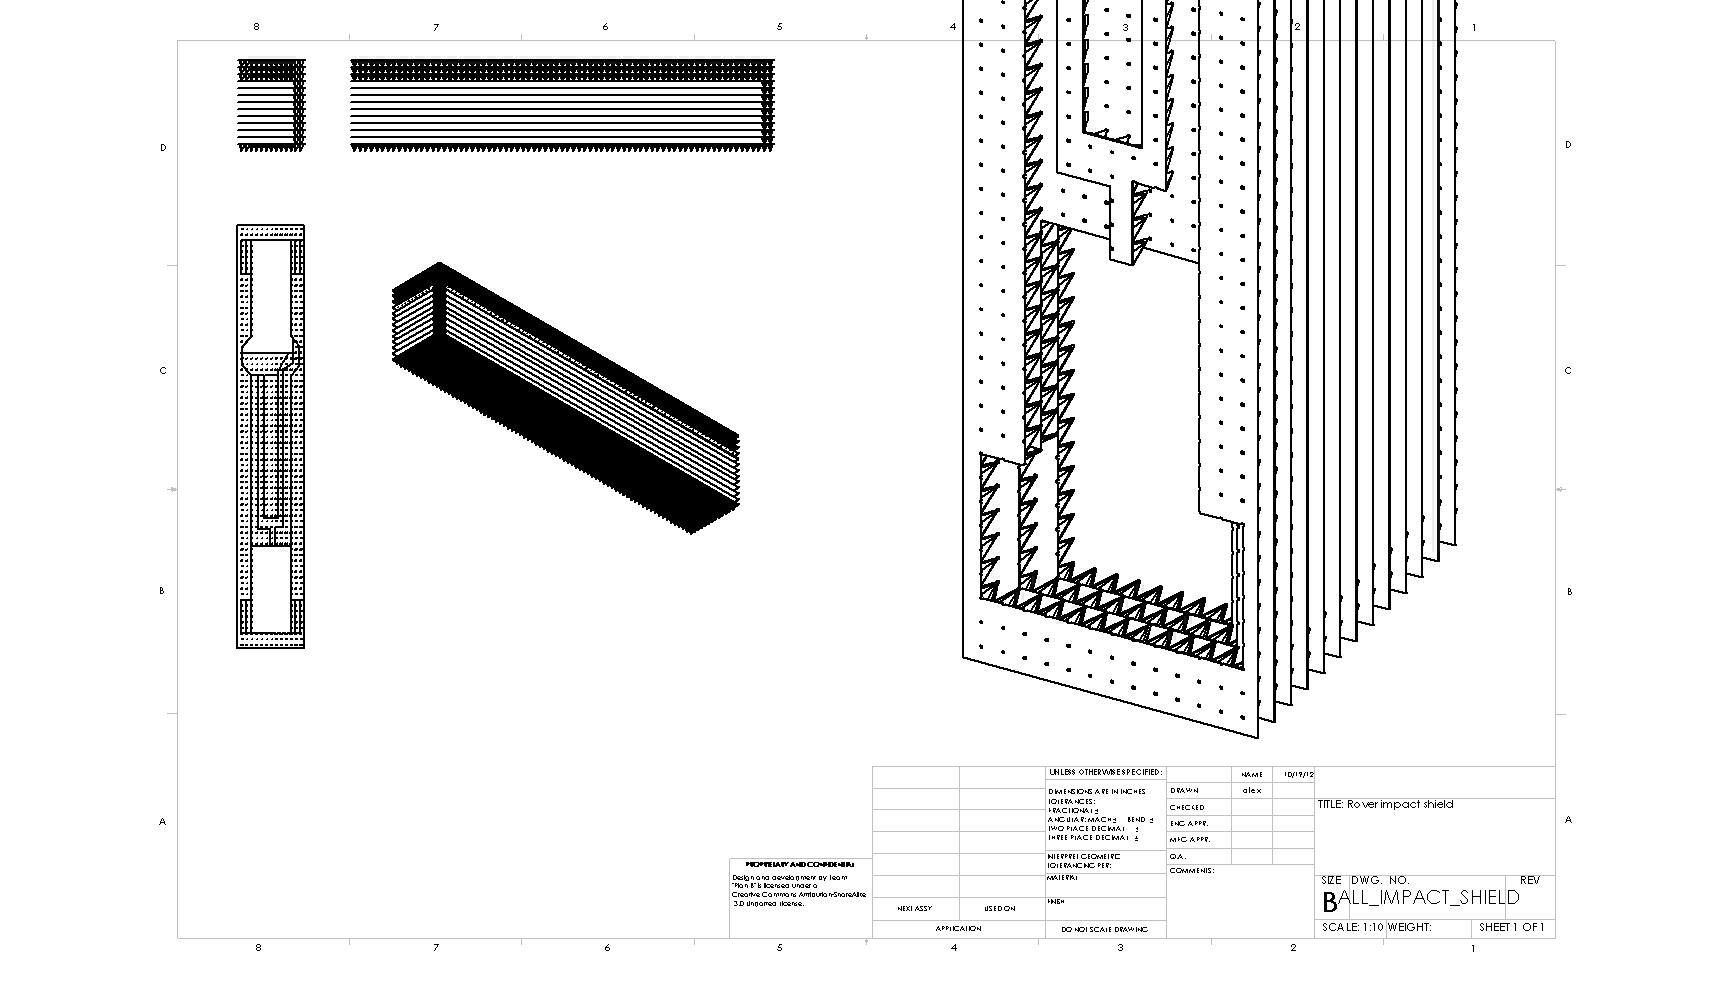 8 7 6 5 4 3 2 1
D D
C C
B B
A A
UNLESS OTHERWISE SPECIFIED:
DIMENSIONS ARE IN INCHES
TOLERANCES:
FRACTIONAL ±
ANGULAR: MACH ± BEND ±
TWO PLACE DECIMAL ±
THREE PLACE DECIMAL ±
INTERPRET GEOMETRIC
TOLERANCING PER:
MATERIAL
FINISH
DO NOT SCALE DRAWING
NAME 10/19/12
DRAWN alex
CHECKED
ENG APPR.
MFG APPR.
Q.A.
COMMENTS:
TITLE: Rover impact shield
SIZE DWG. NO. REV
B ALL_IMPACT_SHIELD
SCALE: 1:10 WEIGHT: SHEET 1 OF 1
PROPRIETARY AND CONFIDENTIAL
Design and development by Team
"Plan B" is licensed under a
Creative Commons Attribution-ShareAlike
3.0 Unported License.
NEXT ASSY USED ON
APPLICATION
8 7 6 5 4 3 2 1